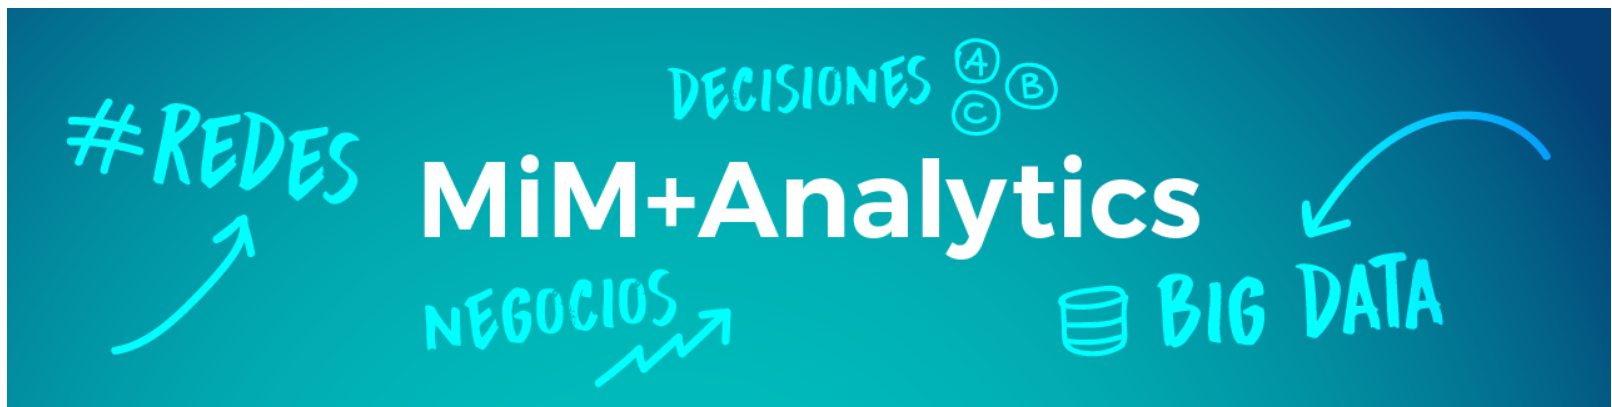 DECISIONES A B C
#REDES
MiM+Analytics
NEGOCIOS
BIG DATA